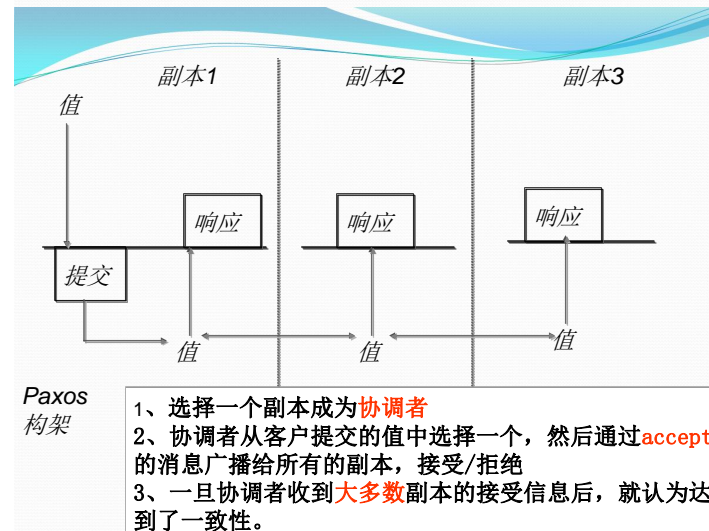 副本1 副本2 副本3
值
响应 响应 响应
提交
值 值 值
Paxos
构架
1、选择一个副本成为协调者
2、协调者从客户提交的值中选择一个，然后通过accept
的消息广播给所有的副本，接受/拒绝
3、一旦协调者收到大多数副本的接受信息后，就认为达
到了一致性。